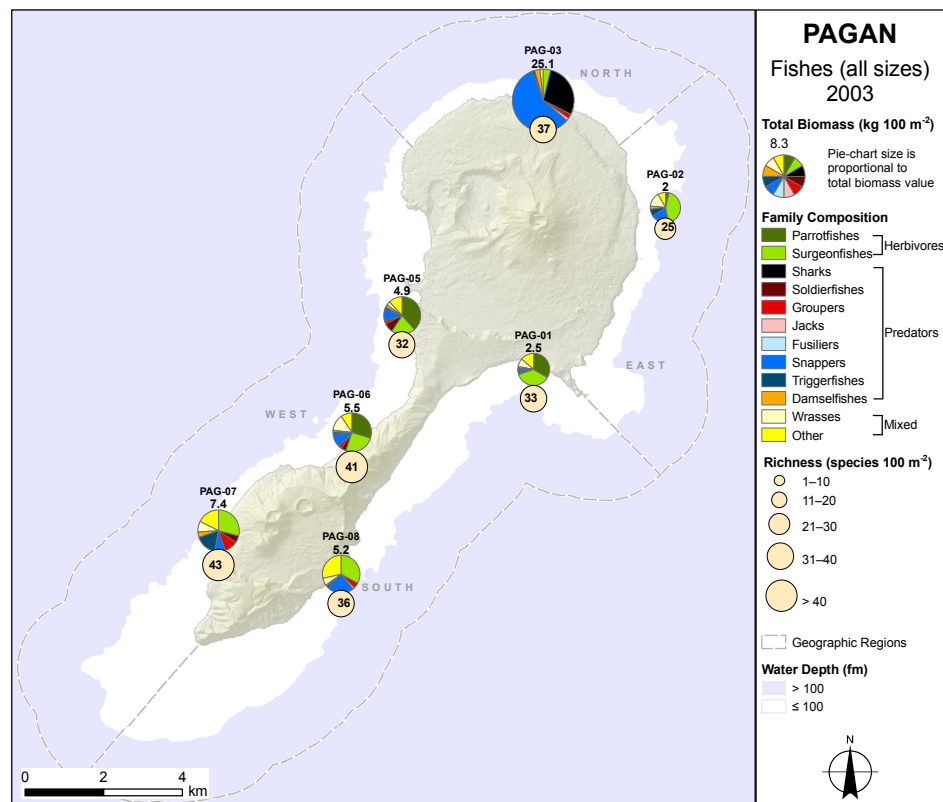 PAG-03
25.1
NORTH
37
PAG-02
2
25
PAG-05
4.9
32
PAG-01
2.5
33
EAST
WEST
PAG-06
5.5
41
PAG-07
7.4
43
PAG-08
5.2
36
SOUTH
0 2 4
km
PAGAN
Fishes (all sizes)
2003
Total Biomass (kg 100 m⁻²)
8.3
Pie-chart size is
proportional to
total biomass value
Family Composition
Parrotfishes
Surgeonfishes
Herbivores
Sharks
Soldierfishes
Groupers
Jacks
Fusiliers
Snappers
Triggerfishes
Damselfishes
Predators
Wrasses
Other
Mixed
Richness (species 100 m⁻²)
1–10
11–20
21–30
31–40
> 40
Geographic Regions
Water Depth (fm)
> 100
≤ 100
N